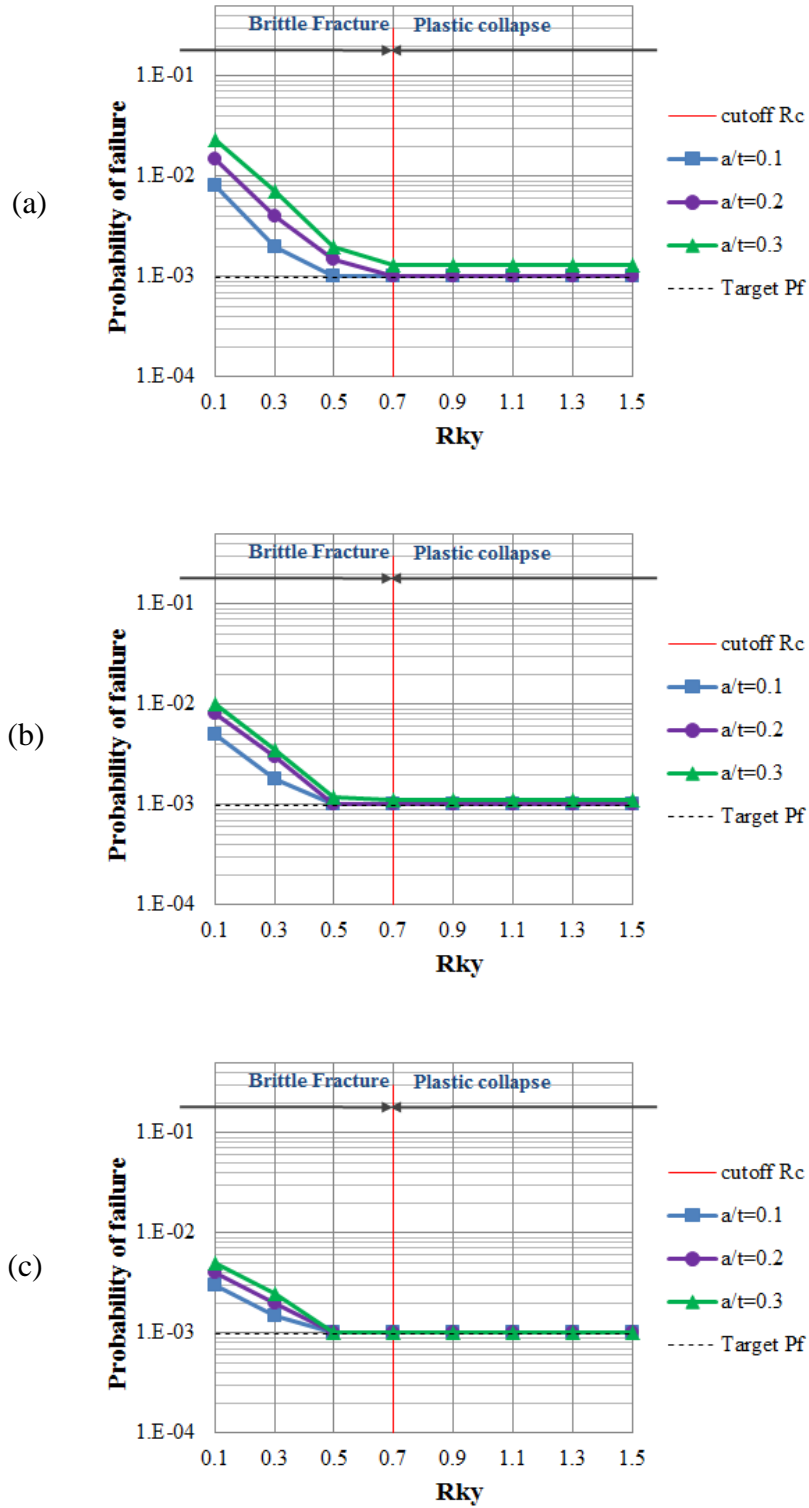 (a)
Brittle Fracture Plastic collapse
Probability of failure
1.E-01
1.E-02
1.E-03
1.E-04
0.1 0.3 0.5 0.7 0.9 1.1 1.3 1.5
Rky
cutoff Rc
a/t=0.1
a/t=0.2
a/t=0.3
Target Pf
(b)
Brittle Fracture Plastic collapse
Probability of failure
1.E-01
1.E-02
1.E-03
1.E-04
0.1 0.3 0.5 0.7 0.9 1.1 1.3 1.5
Rky
cutoff Rc
a/t=0.1
a/t=0.2
a/t=0.3
Target Pf
(c)
Brittle Fracture Plastic collapse
Probability of failure
1.E-01
1.E-02
1.E-03
1.E-04
0.1 0.3 0.5 0.7 0.9 1.1 1.3 1.5
Rky
cutoff Rc
a/t=0.1
a/t=0.2
a/t=0.3
Target Pf